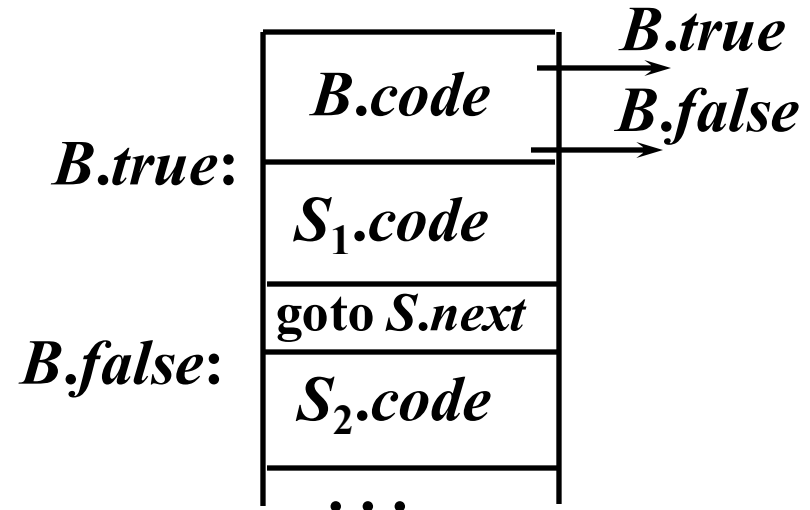 B.true
B.code
B.false
B.true:
S₁.code
goto S.next
B.false:
S₂.code
...